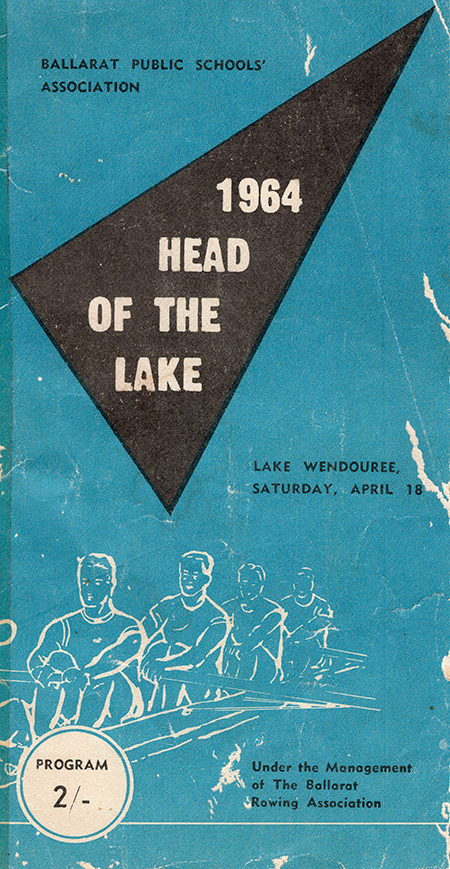 BALLARAT PUBLIC SCHOOLS'
ASSOCIATION
1964
HEAD
OF THE
LAKE
LAKE WENDOUREE,
SATURDAY, APRIL 18
PROGRAM
2/-
Under the Management
of The Ballarat
Rowing Association